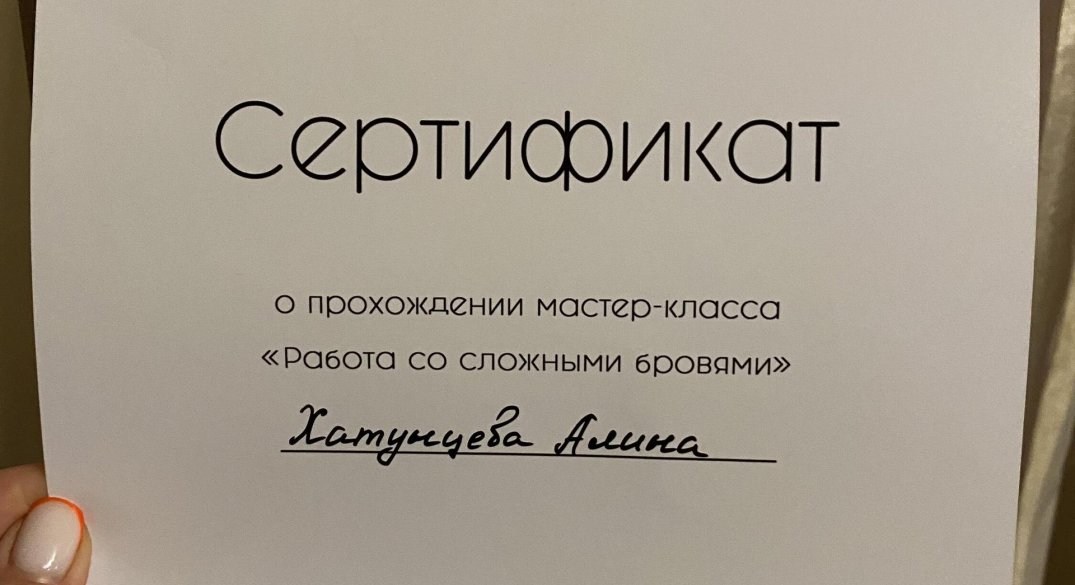 Сертификат
о прохождении мастер-класса
«Работа со сложными бровями»
Хатунцева Алина